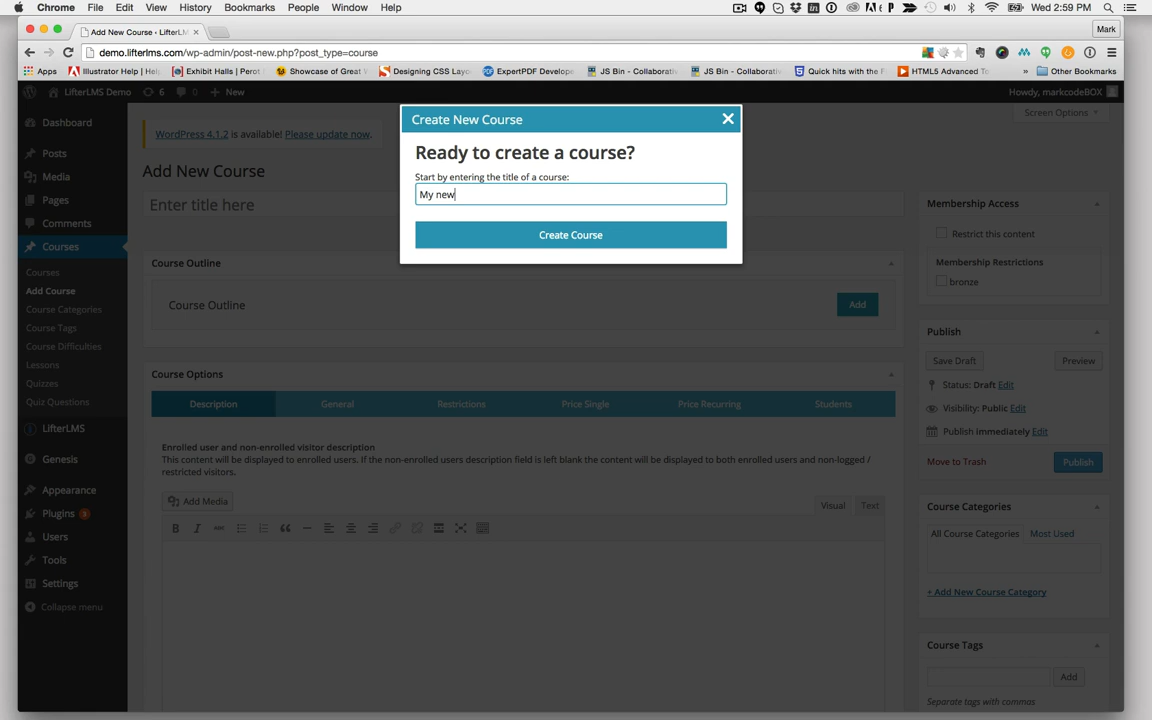 Chrome File Edit View History Bookmarks People Window Help Wed 2:59 PM
Add New Course ‹ LifterLMS Mark
demo.lifterlms.com/wp-admin/post-new.php?post_type=course
Apps Illustrator Help | Exhibit Halls | Perot Showcase of Great Designing CSS Layo ExpertPDF Develope JS Bin - Collaborati JS Bin - Collaborati Quick hits with the HTML5 Advanced » Other Bookmarks
LifterLMS Demo 6 0 + New Howdy, markcodeBOX
Create New Course
Screen Options
Dashboard
WordPress 4.1.2 is available! Please update now.
Ready to create a course?
Posts
Add New Course
Start by entering the title of a course:
Media
My new
Pages
Enter title here
Membership Access
Comments
Create Course
Restrict this content
Courses
Course Outline
Membership Restrictions
Courses
bronze
Add Course
Course Outline
Add
Course Categories
Course Tags
Publish
Course Difficulties
Save Draft Preview
Lessons
Course Options
Status: Draft Edit
Quizzes
Description General Restrictions Price Single Price Recurring Students
Visibility: Public Edit
Quiz Questions
LifterLMS
Publish immediately Edit
Enrolled user and non-enrolled visitor description
This content will be displayed to enrolled users. If the non-enrolled users description field is left blank the content will be displayed to both enrolled users and non-logged /
restricted visitors.
Genesis
Move to Trash Publish
Appearance
Add Media
Visual Text
Course Categories
Plugins 3
All Course Categories Most Used
Users
Tools
Settings
+ Add New Course Category
Collapse menu
Course Tags
Add
Separate tags with commas